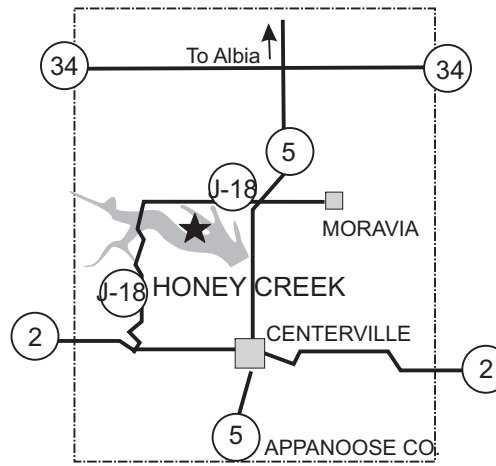 To Albia
34
34
5
J-18
MORAVIA
J-18
HONEY CREEK
2
CENTERVILLE
2
5
APPANOOSE CO.